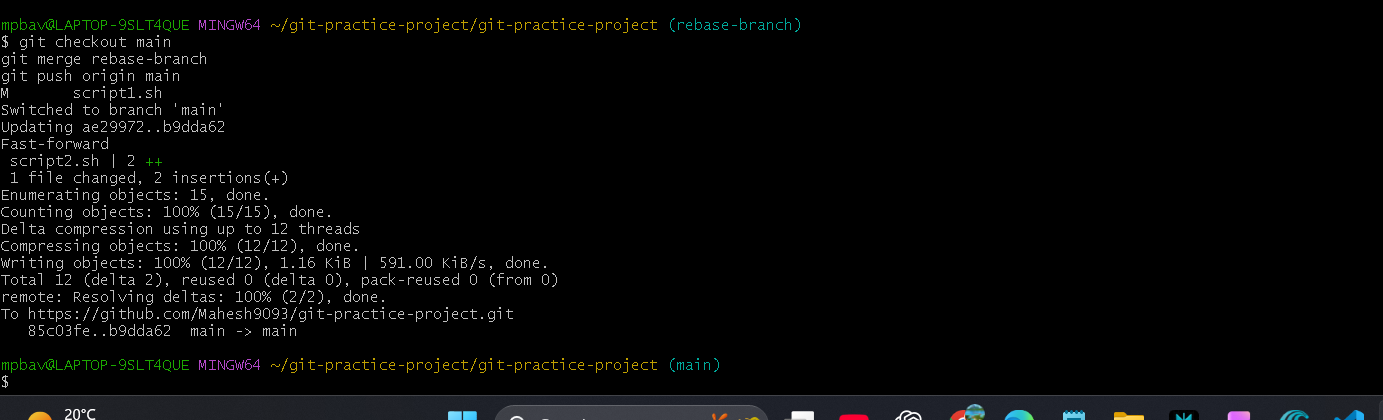 mpbav@LAPTOP-9SLT4QUE MINGW64 ~/git-practice-project/git-practice-project (rebase-branch)
$ git checkout main
git merge rebase-branch
git push origin main
M       script1.sh
Switched to branch 'main'
Updating ae29972..b9dda62
Fast-forward
 script2.sh | 2 ++
 1 file changed, 2 insertions(+)
Enumerating objects: 15, done.
Counting objects: 100% (15/15), done.
Delta compression using up to 12 threads
Compressing objects: 100% (12/12), done.
Writing objects: 100% (12/12), 1.16 KiB | 591.00 KiB/s, done.
Total 12 (delta 2), reused 0 (delta 0), pack-reused 0 (from 0)
remote: Resolving deltas: 100% (2/2), done.
To https://github.com/Mahesh9093/git-practice-project.git
   85c03fe..b9dda62  main -> main
mpbav@LAPTOP-9SLT4QUE MINGW64 ~/git-practice-project/git-practice-project (main)
$
20°C